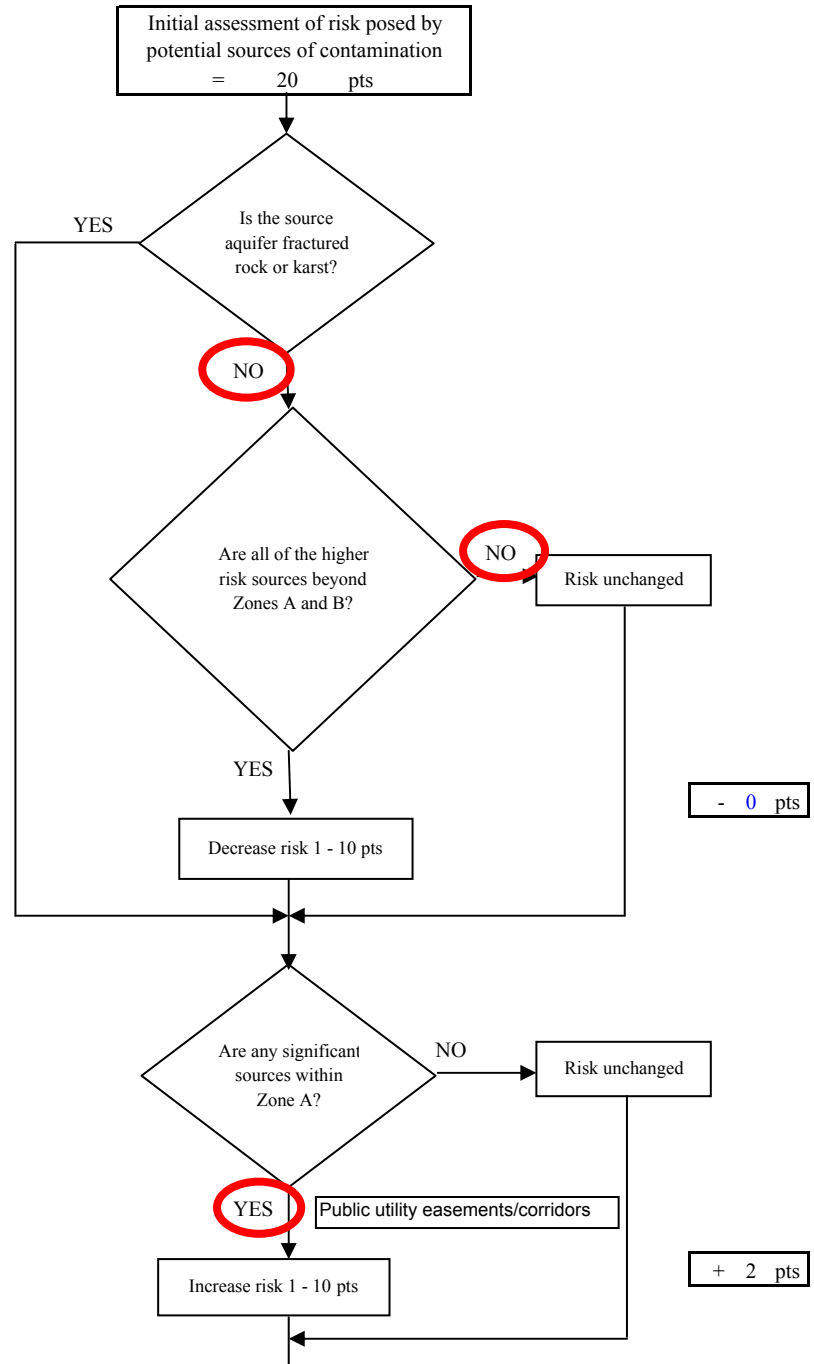 Initial assessment of risk posed by
potential sources of contamination
= 20 pts
YES
Is the source
aquifer fractured
rock or karst?
NO
Are all of the higher
risk sources beyond
Zones A and B?
NO
Risk unchanged
YES
- 0 pts
Decrease risk 1 - 10 pts
Are any significant
sources within
Zone A?
NO
Risk unchanged
YES
Public utility easements/corridors
+ 2 pts
Increase risk 1 - 10 pts